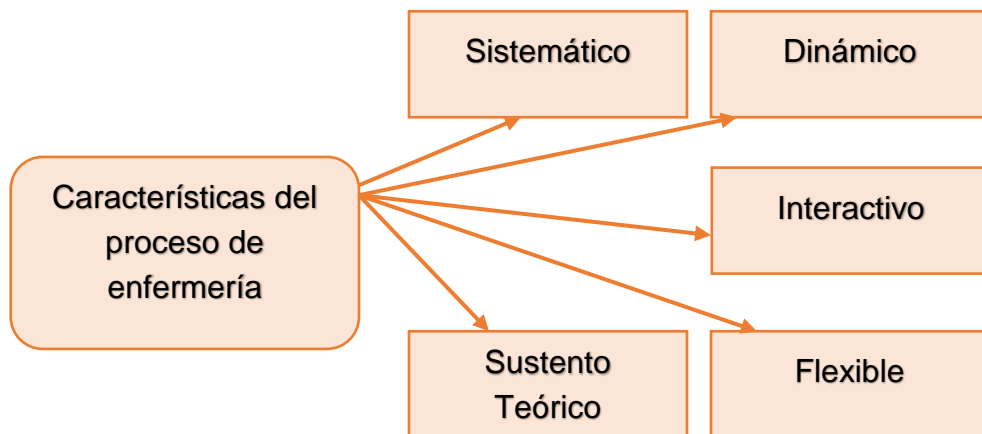 Sistemático
Dinámico
Características del
proceso de
enfermería
Interactivo
Sustento
Teórico
Flexible